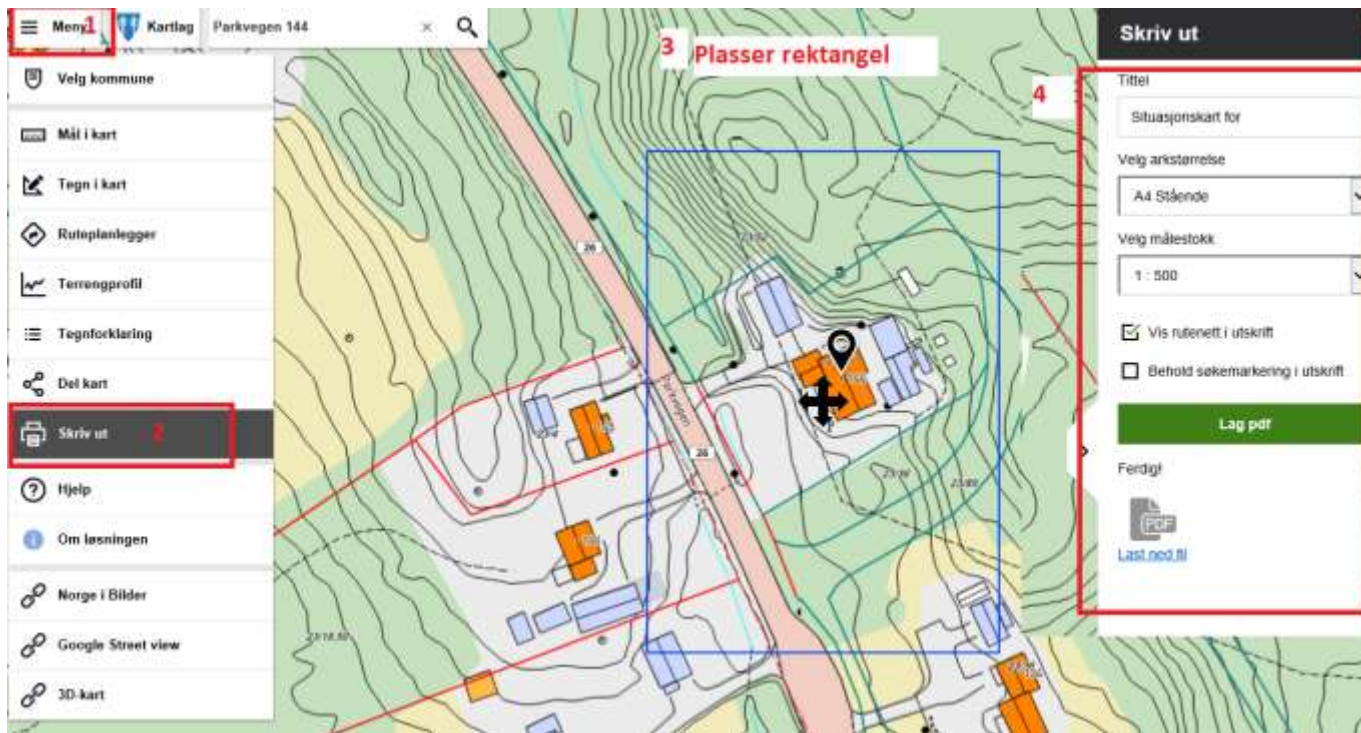 Meny 1
Kartlag
Parkvegen 144
Velg kommune
Mål i kart
Tegn i kart
Ruteplanlegger
Terrengprofil
Tegnforklaring
Del kart
Skriv ut 2
Hjelp
Om løsningen
Norge i Bilder
Google Street view
3D-kart
3 Plasser rektangel
26
Parkvegen
26
4
Skriv ut
Tittel
Situasjonskart for
Velg arkstørrelse
A4 Stående
Velg målestokk
1 : 500
Vis rutenett i utskrift
Behold søkemarkering i utskrift
Lag pdf
Ferdig!
PDF
Last ned fil